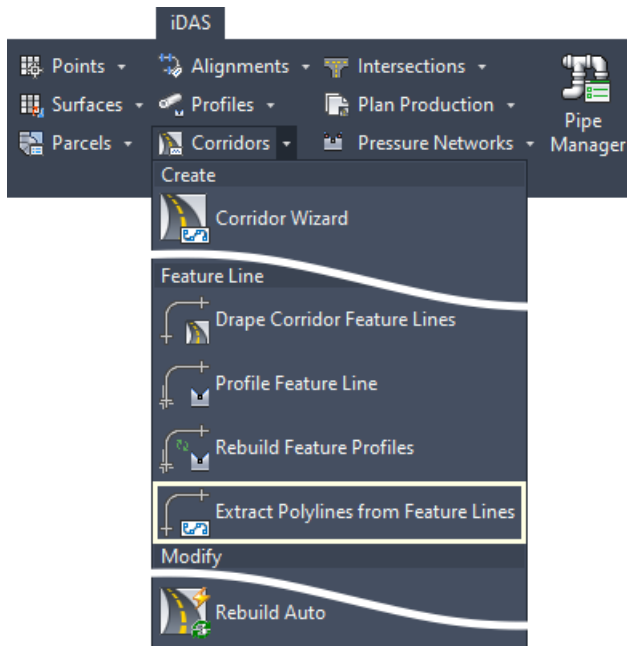 iDAS
Points Alignments Intersections
Surfaces Profiles Plan Production
Parcels Corridors Pressure Networks
Pipe
Manager
Create
Corridor Wizard
Feature Line
Drape Corridor Feature Lines
Profile Feature Line
Rebuild Feature Profiles
Extract Polylines from Feature Lines
Modify
Rebuild Auto